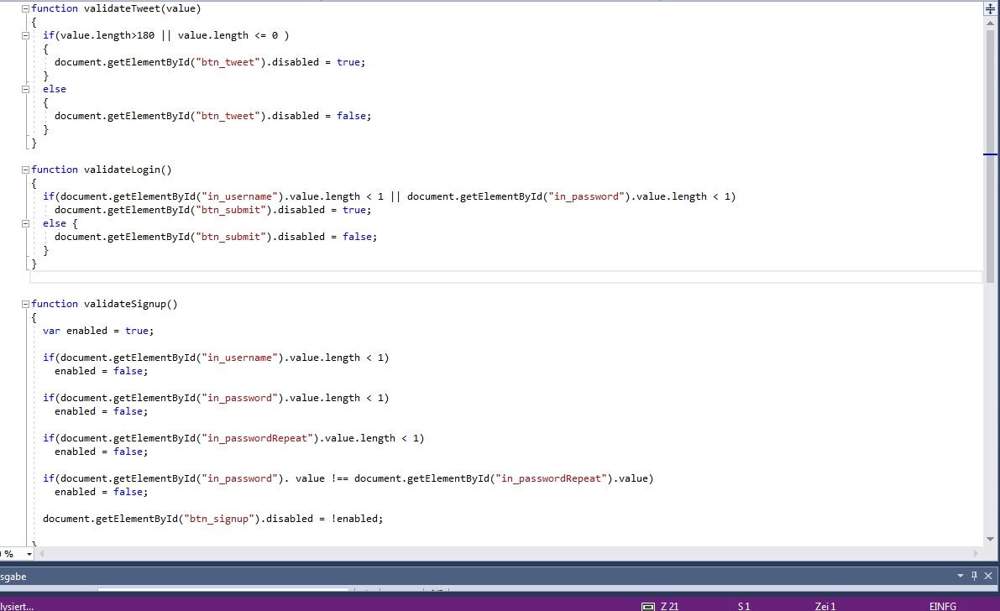 function validateTweet(value)
{
if(value.length>180 || value.length <= 0 )
{
document.getElementById("btn_tweet").disabled = true;
}
else
{
document.getElementById("btn_tweet").disabled = false;
}
}
function validateLogin()
{
if(document.getElementById("in_username").value.length < 1 || document.getElementById("in_password").value.length < 1)
document.getElementById("btn_submit").disabled = true;
else {
document.getElementById("btn_submit").disabled = false;
}
}
function validateSignup()
{
var enabled = true;
if(document.getElementById("in_username").value.length < 1)
enabled = false;
if(document.getElementById("in_password").value.length < 1)
enabled = false;
if(document.getElementById("in_passwordRepeat").value.length < 1)
enabled = false;
if(document.getElementById("in_password"). value !== document.getElementById("in_passwordRepeat").value)
enabled = false;
document.getElementById("btn_signup").disabled = !enabled;
}
%
sgabe
lysiert... Z 21 S 1 Zei 1 EINFG